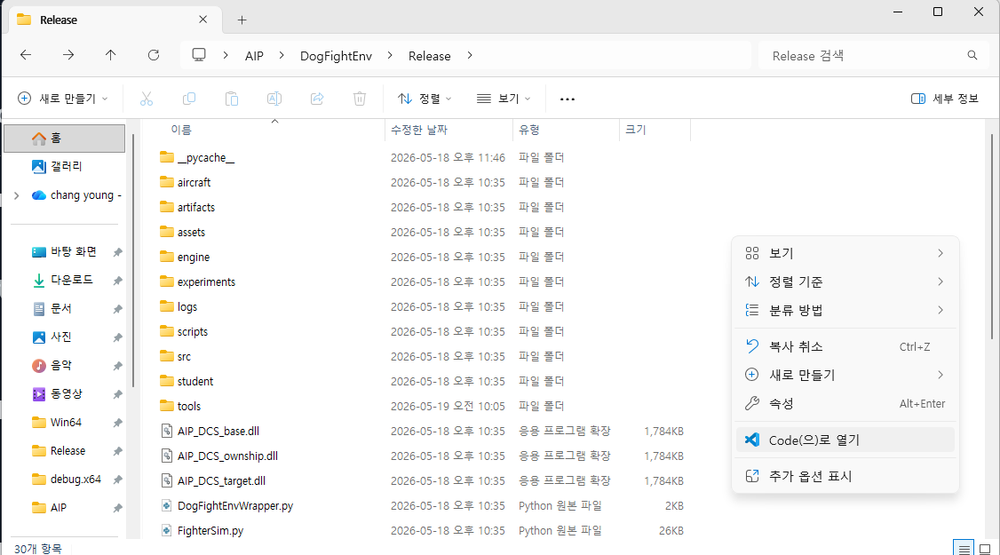 Release
AIP > DogFightEnv > Release >
Release 검색
새로 만들기
정렬
보기
세부 정보
홈
갤러리
chang young -
바탕 화면
다운로드
문서
사진
음악
동영상
Win64
Release
debug.x64
AIP
이름 수정한 날짜 유형 크기
__pycache__ 2026-05-18 오후 11:46 파일 폴더
aircraft 2026-05-18 오후 10:35 파일 폴더
artifacts 2026-05-18 오후 10:35 파일 폴더
assets 2026-05-18 오후 10:35 파일 폴더
engine 2026-05-18 오후 10:35 파일 폴더
experiments 2026-05-18 오후 10:35 파일 폴더
logs 2026-05-18 오후 10:35 파일 폴더
scripts 2026-05-18 오후 10:35 파일 폴더
src 2026-05-18 오후 10:35 파일 폴더
student 2026-05-18 오후 10:35 파일 폴더
tools 2026-05-19 오전 10:05 파일 폴더
AIP_DCS_base.dll 2026-05-18 오후 10:35 응용 프로그램 확장 1,784KB
AIP_DCS_ownship.dll 2026-05-18 오후 10:35 응용 프로그램 확장 1,784KB
AIP_DCS_target.dll 2026-05-18 오후 10:35 응용 프로그램 확장 1,784KB
DogFightEnvWrapper.py 2026-05-18 오후 10:35 Python 원본 파일 2KB
FighterSim.py 2026-05-18 오후 10:35 Python 원본 파일 26KB
보기
정렬 기준
분류 방법
복사 취소 Ctrl+Z
새로 만들기
속성 Alt+Enter
Code(으)로 열기
추가 옵션 표시
30개 항목